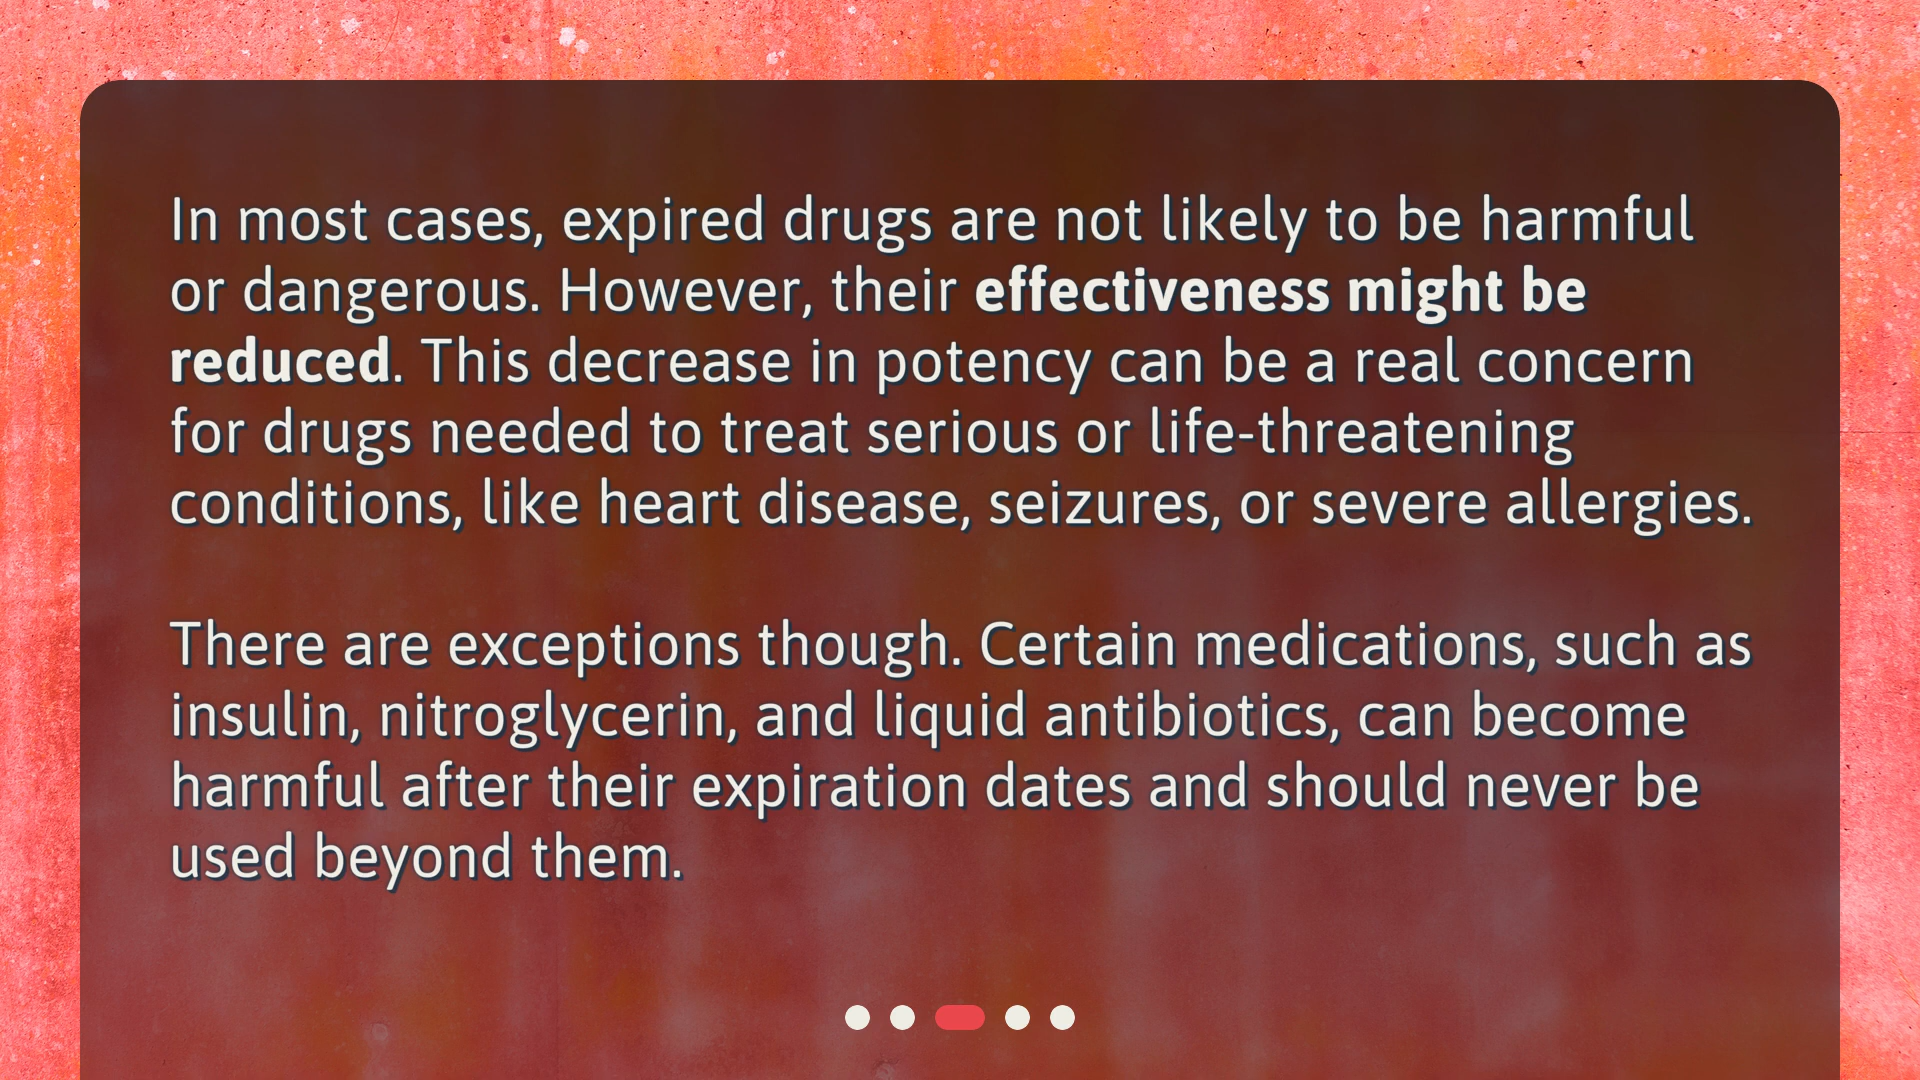 In most cases, expired drugs are not likely to be harmful
or dangerous. However, their effectiveness might be
reduced. This decrease in potency can be a real concern
for drugs needed to treat serious or life-threatening
conditions, like heart disease, seizures, or severe allergies.
There are exceptions though. Certain medications, such as
insulin, nitroglycerin, and liquid antibiotics, can become
harmful after their expiration dates and should never be
used beyond them.